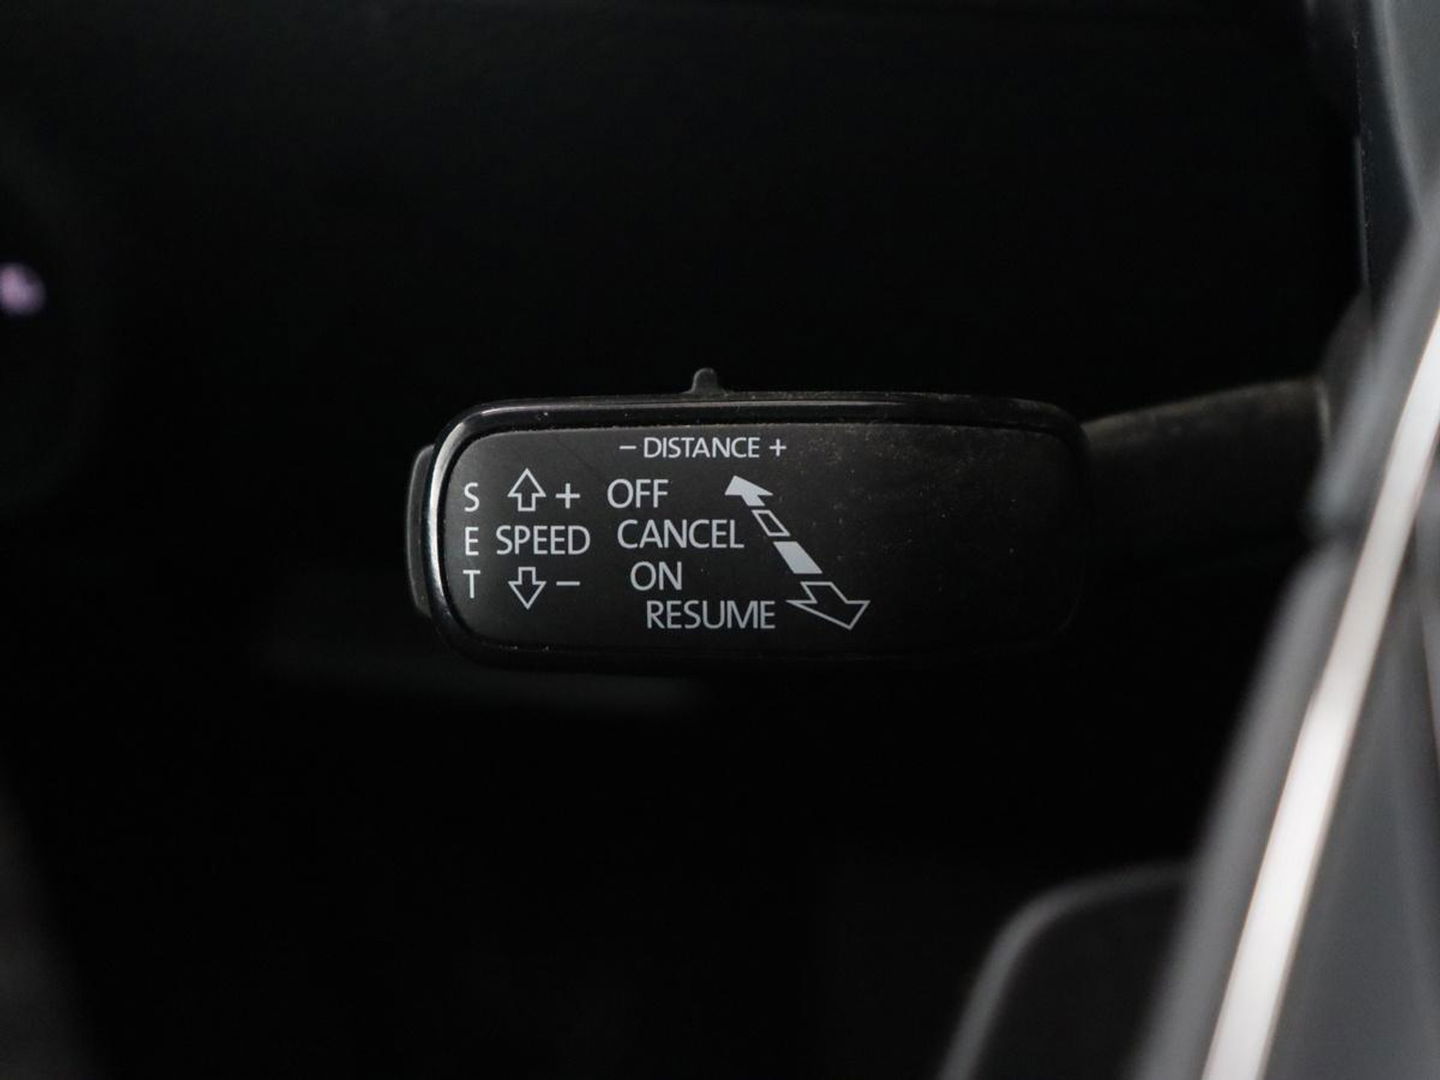 – DISTANCE +
S + OFF
E SPEED CANCEL
T – ON
RESUME